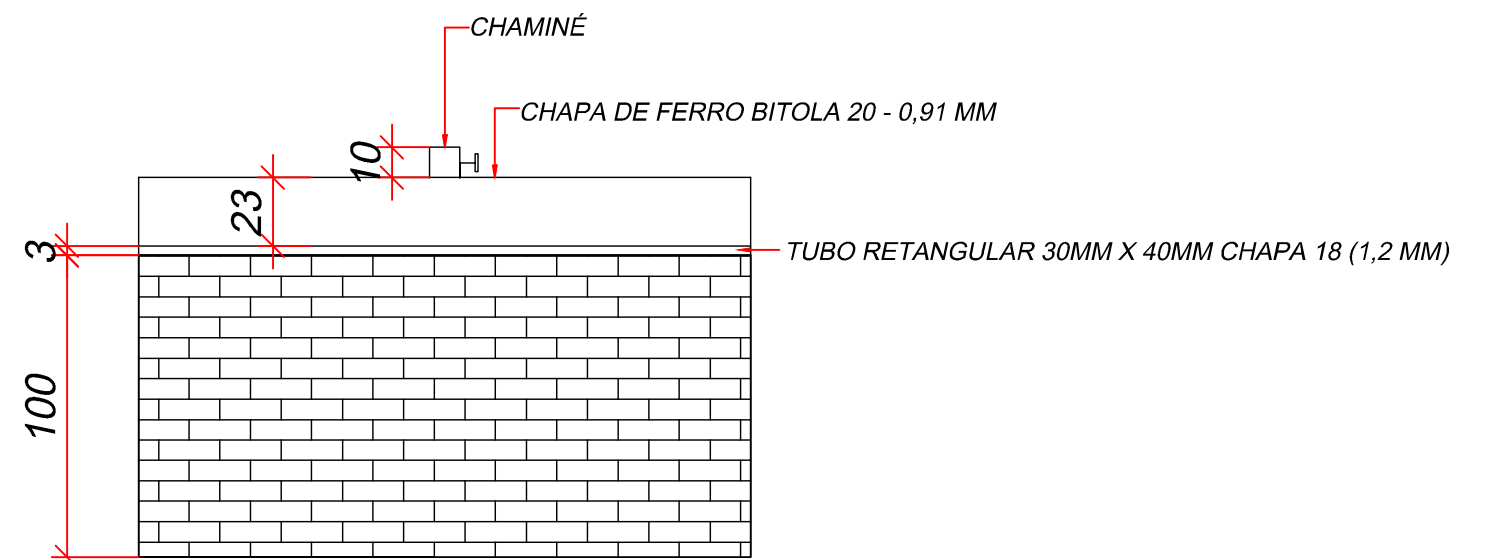 CHAMINÉ
CHAPA DE FERRO BITOLA 20 - 0,91 MM
10
23
3
TUBO RETANGULAR 30MM X 40MM CHAPA 18 (1,2 MM)
100